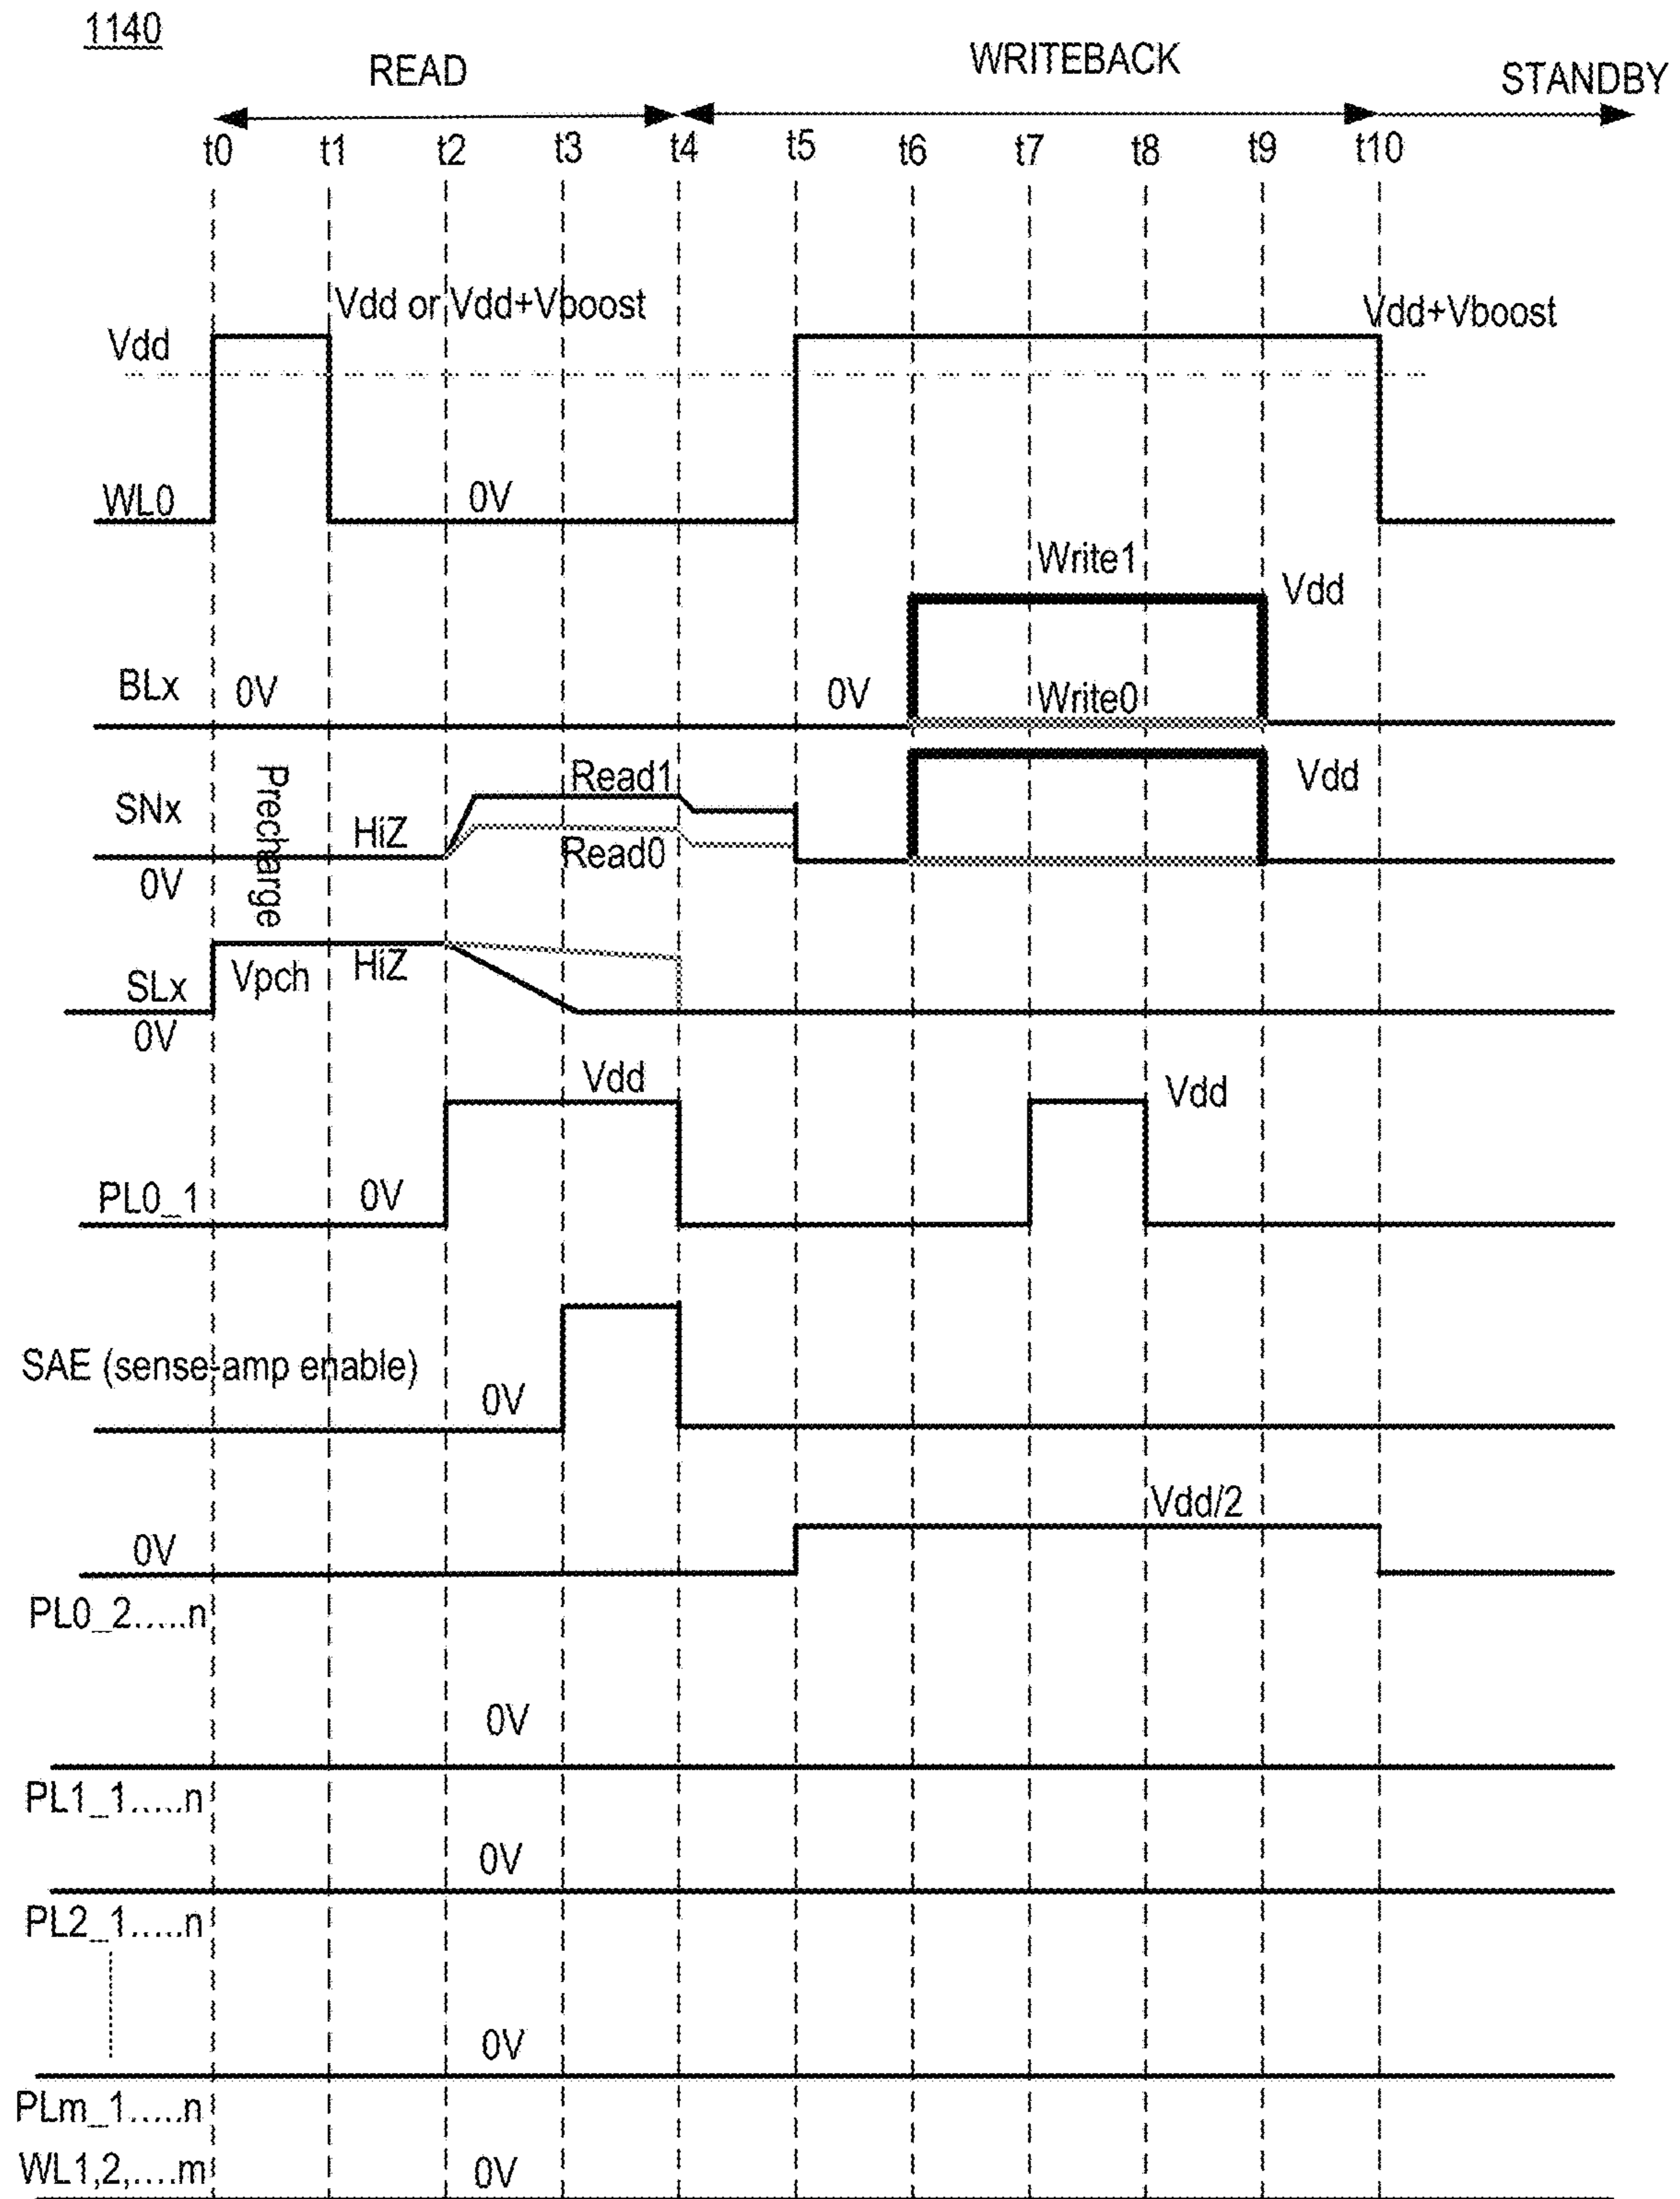 1140
READ
WRITEBACK
STANDBY
t0 t1 t2 t3 t4 t5 t6 t7 t8 t9 t10
Vdd or Vdd+Vboost
Vdd+Vboost
Vdd
WL0
0V
Write1
Vdd
BLx
0V
0V
Write0
Precharge
SNx
HiZ
Read1
Vdd
Read0
0V
Vpch
HiZ
SLx
0V
Vdd
Vdd
PL0_1
0V
SAE (sense-amp enable)
0V
Vdd/2
0V
PL0_2.....n
0V
PL1_1.....n
0V
PL2_1.....n
0V
PLm_1.....n
WL1,2,....m
0V